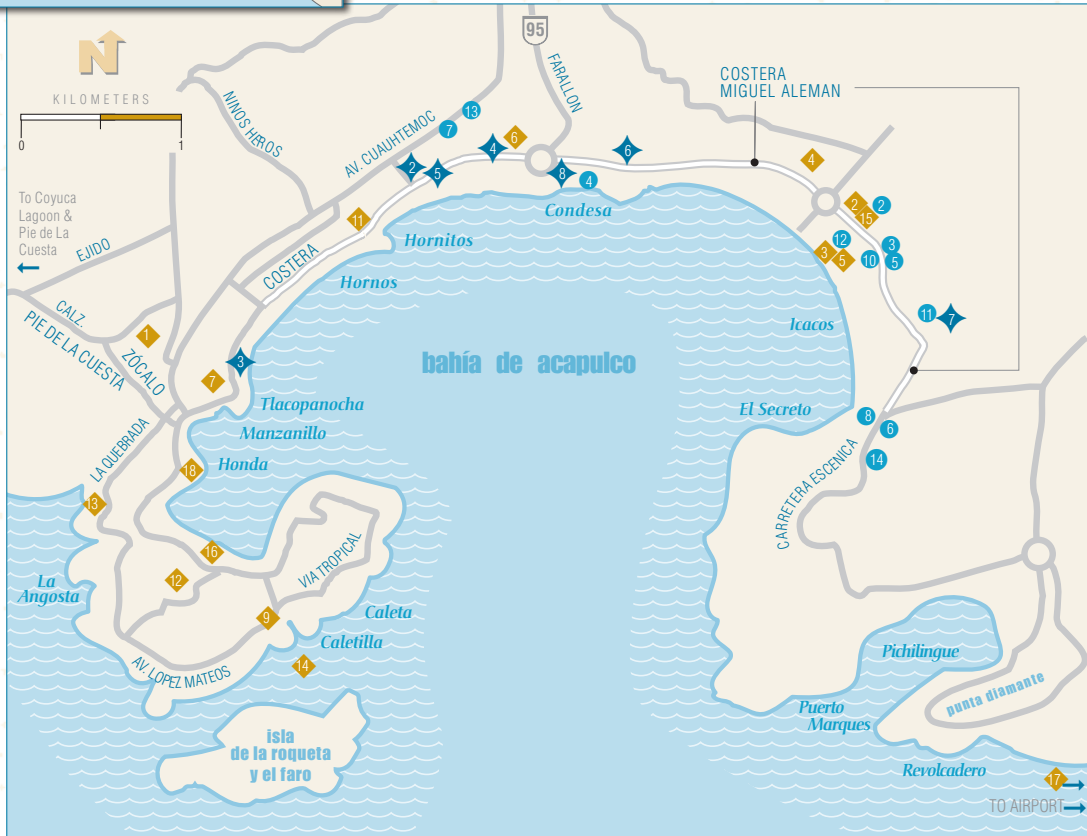 N
KILOMETERS
0
1
95
FARALLON
NINOS HEROS
AV. CUAUHTEMOC
13
7
COSTERA
MIGUEL ALEMAN
6
4
6
4
2
5
8
4
To Coyuca
Lagoon &
Pie de La
Cuesta
EJIDO
11
COSTERA
Condesa
Hornitos
Hornos
2
2
15
12
3
3
5
10
5
Icacos
11
7
CALZ.
PIE DE LA CUESTA
1
ZÓCALO
3
7
bahía de acapulco
Tlacopanocha
Manzanillo
Honda
El Secreto
8
6
14
LA QUEBRADA
18
13
CARRETERA ESCENICA
16
VIA TROPICAL
12
La
Angosta
9
Caleta
Caletilla
14
AV. LOPEZ MATEOS
Pichilingue
punta diamante
Puerto
Marques
isla
de la roqueta
y el faro
Revolcadero
17
TO AIRPORT